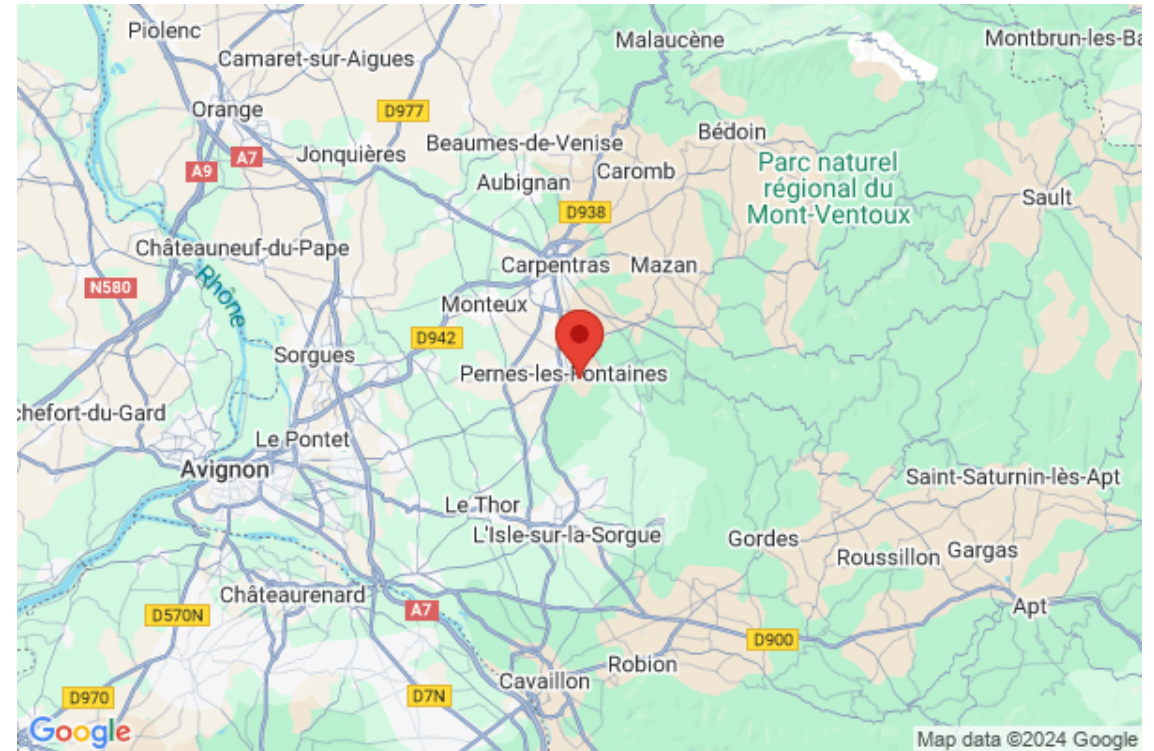 Piolenc
Malaucène
Montbrun-les-Ba
Camaret-sur-Aigues
Orange
D977
Bédoin
Beaumes-de-Venise
A7
Jonquières
A9
Caromb
Parc naturel
régional du
Mont-Ventoux
Aubignan
Sault
D938
Châteauneuf-du-Pape
Carpentras
Mazan
N580
Rhône
Monteux
D942
Sorgues
Pernes-les-Fontaines
chefort-du-Gard
Le Pontet
Avignon
Saint-Saturnin-lès-Apt
Le Thor
L'Isle-sur-la-Sorgue
Gordes
Roussillon
Gargas
Châteaurenard
A7
Apt
D570N
D900
Robion
Cavaillon
D970
D7N
Google
Map data ©2024 Google